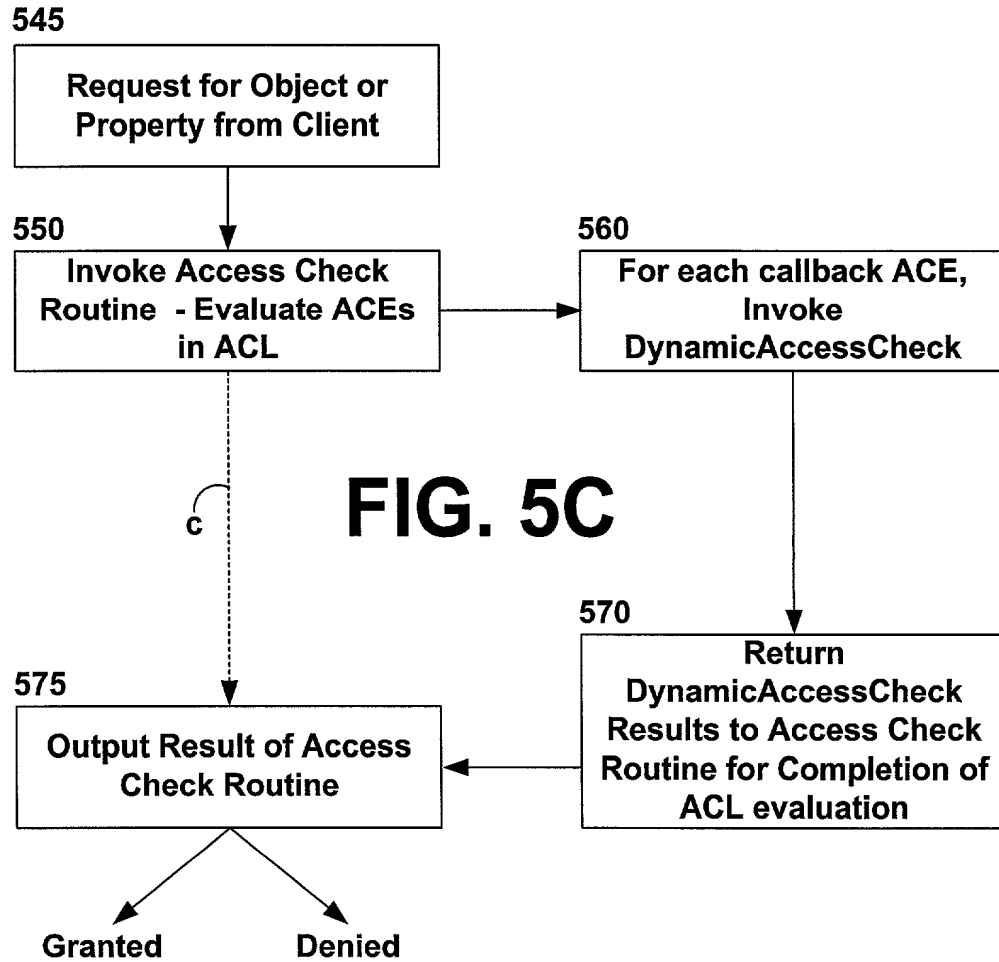 545
Request for Object or
Property from Client
550
Invoke Access Check
Routine - Evaluate ACEs
in ACL
560
For each callback ACE,
Invoke
DynamicAccessCheck
c
FIG. 5C
570
Return
DynamicAccessCheck
Results to Access Check
Routine for Completion of
ACL evaluation
575
Output Result of Access
Check Routine
Granted
Denied